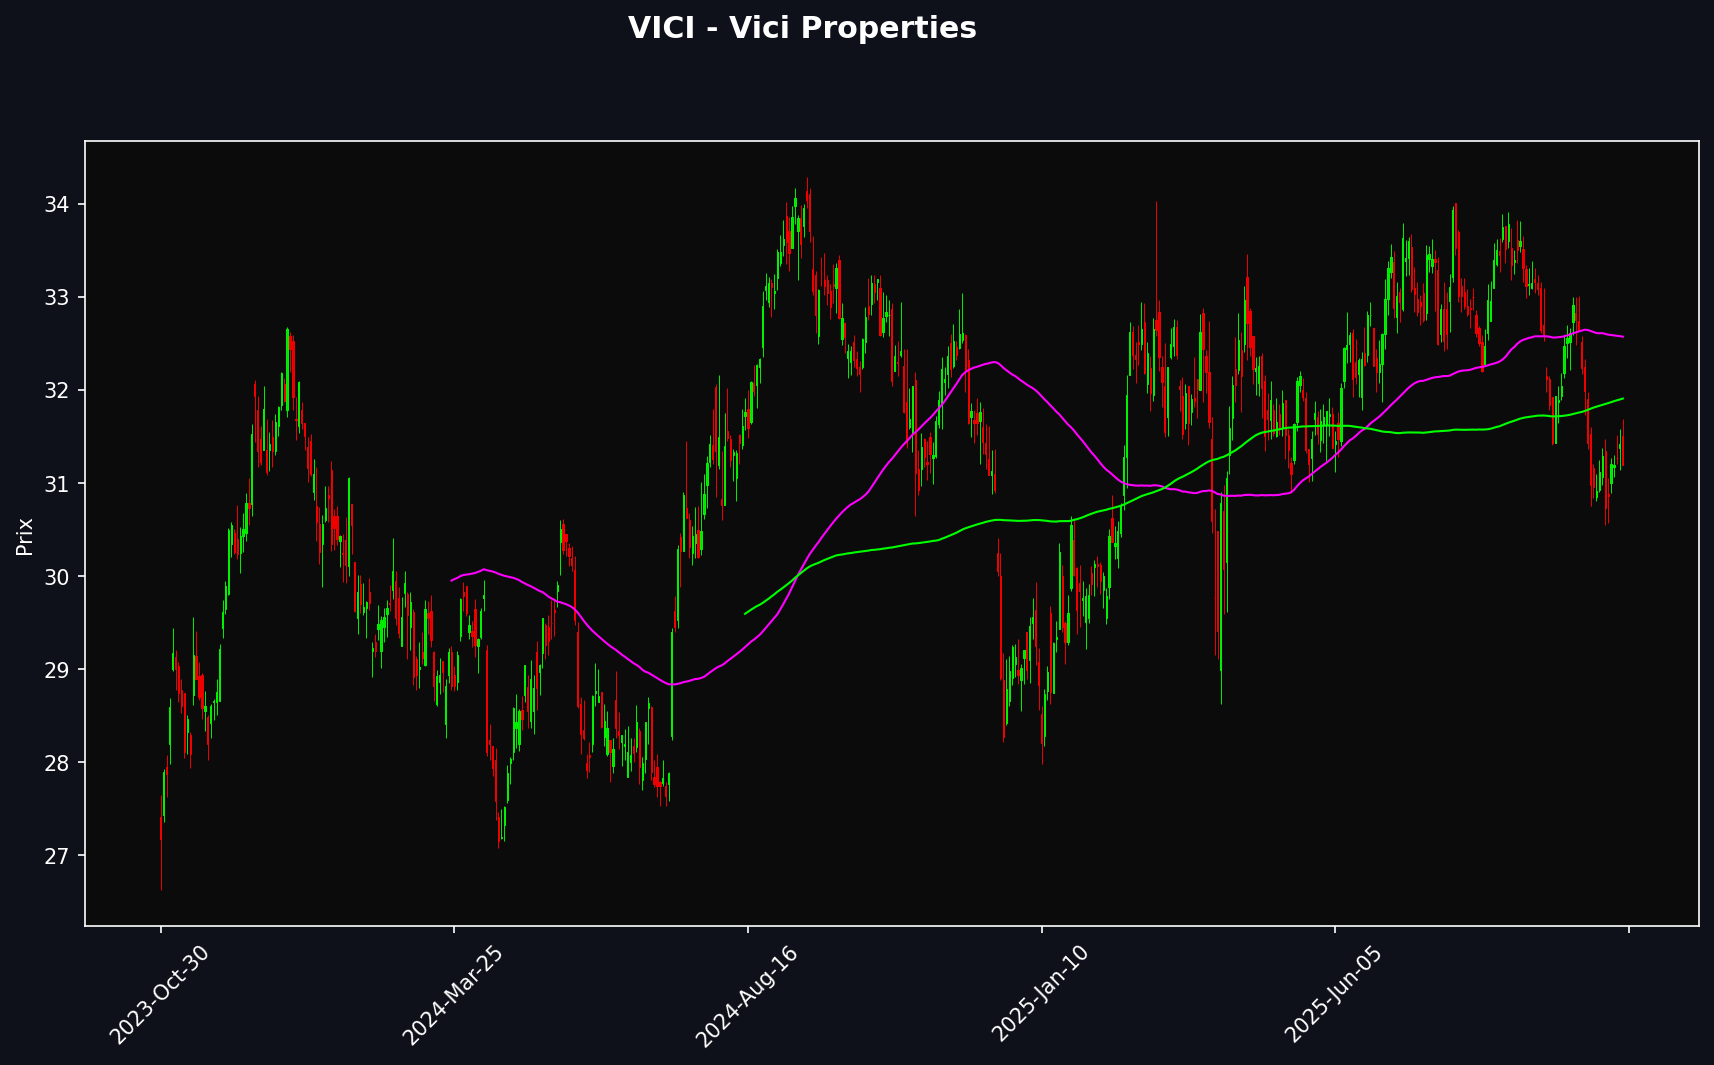 VICI - Vici Properties
Prix
34
33
32
31
30
29
28
27
2023-Oct-30
2024-Mar-25
2024-Aug-16
2025-Jan-10
2025-Jun-05